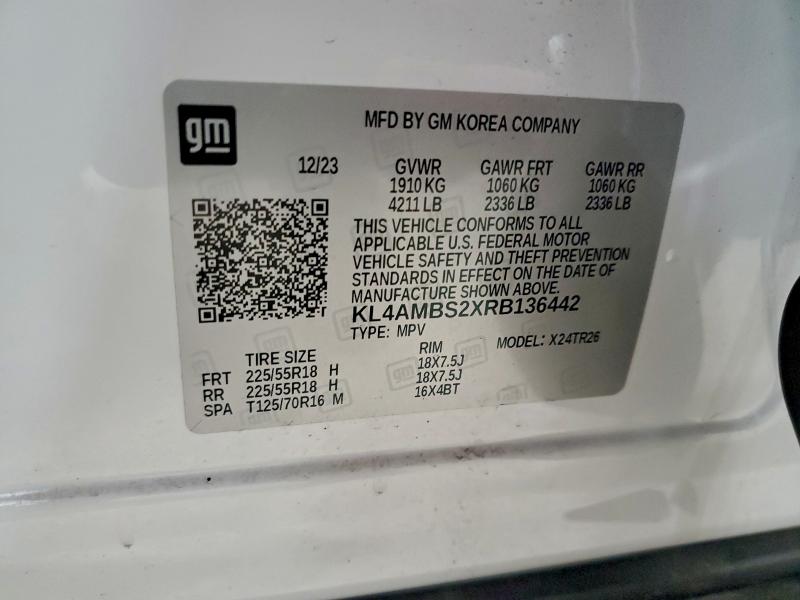 gm
MFD BY GM KOREA COMPANY
12/23 GVWR GAWR FRT GAWR RR
1910 KG 1060 KG 1060 KG
4211 LB 2336 LB 2336 LB
THIS VEHICLE CONFORMS TO ALL
APPLICABLE U.S. FEDERAL MOTOR
VEHICLE SAFETY AND THEFT PREVENTION
STANDARDS IN EFFECT ON THE DATE OF
MANUFACTURE SHOWN ABOVE.
KL4AMBS2XRB136442
TYPE: MPV MODEL: X24TR26
TIRE SIZE RIM
FRT 225/55R18 H 18X7.5J
RR 225/55R18 H 18X7.5J
SPA T125/70R16 M 16X4BT